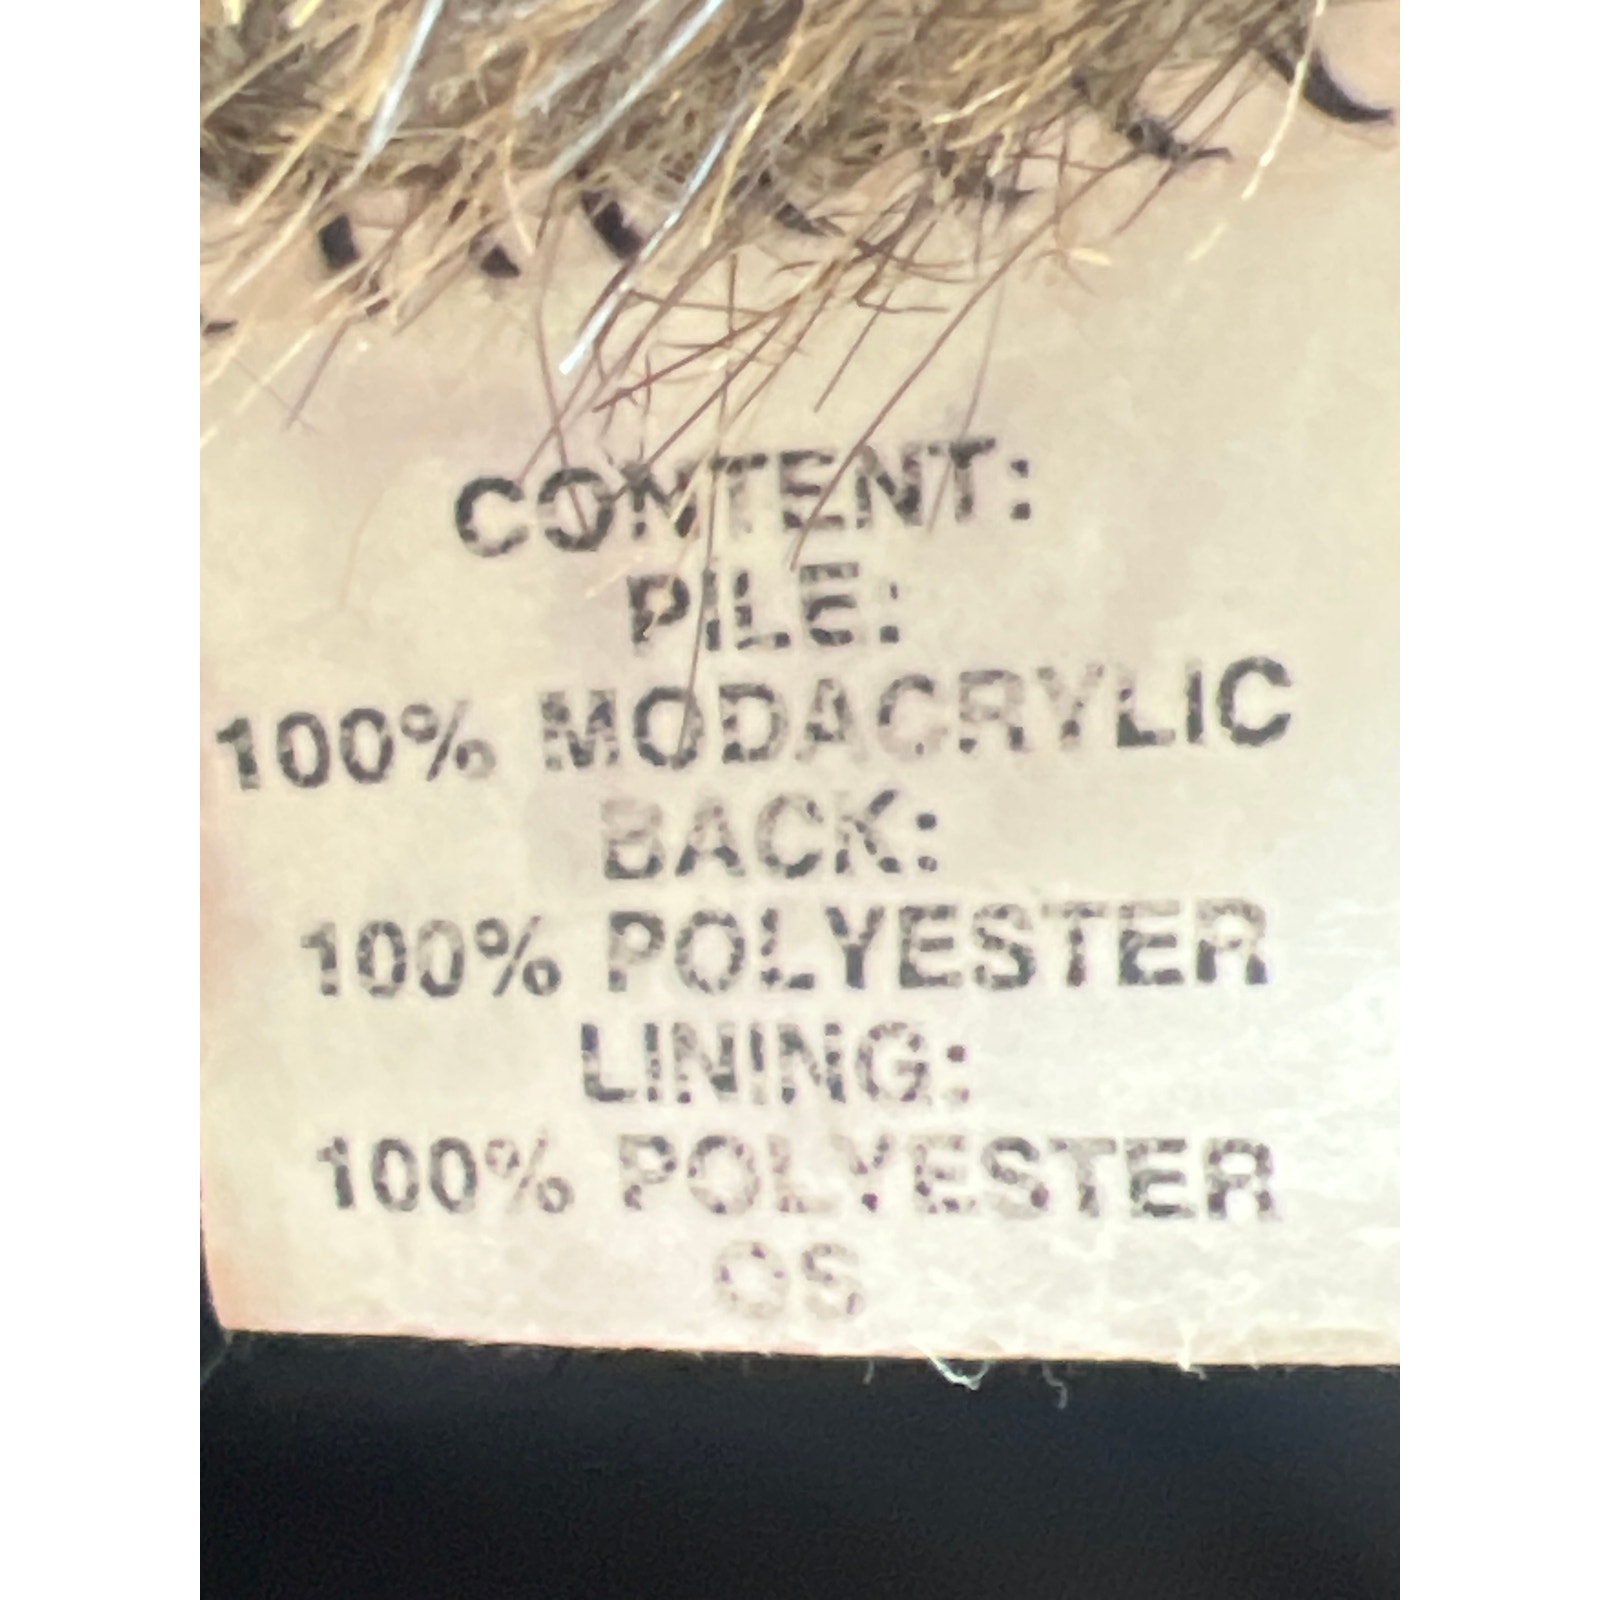 CONTENT:
PILE:
100% MODACRYLIC
BACK:
100% POLYESTER
LINING:
100% POLYESTER
OS